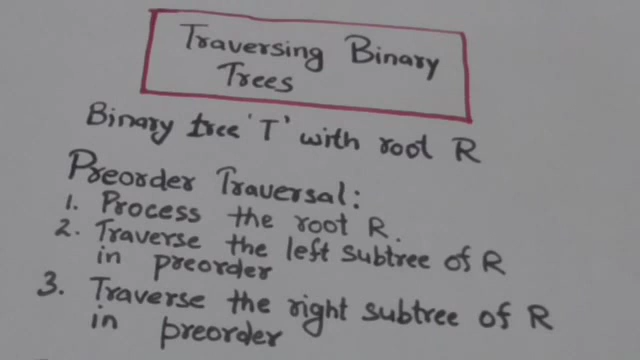 Traversing Binary
Trees
Binary tree 'T' with root R
Preorder Traversal:
1. Process the root R.
2. Traverse the left subtree of R
in preorder
3. Traverse the right subtree of R
in preorder